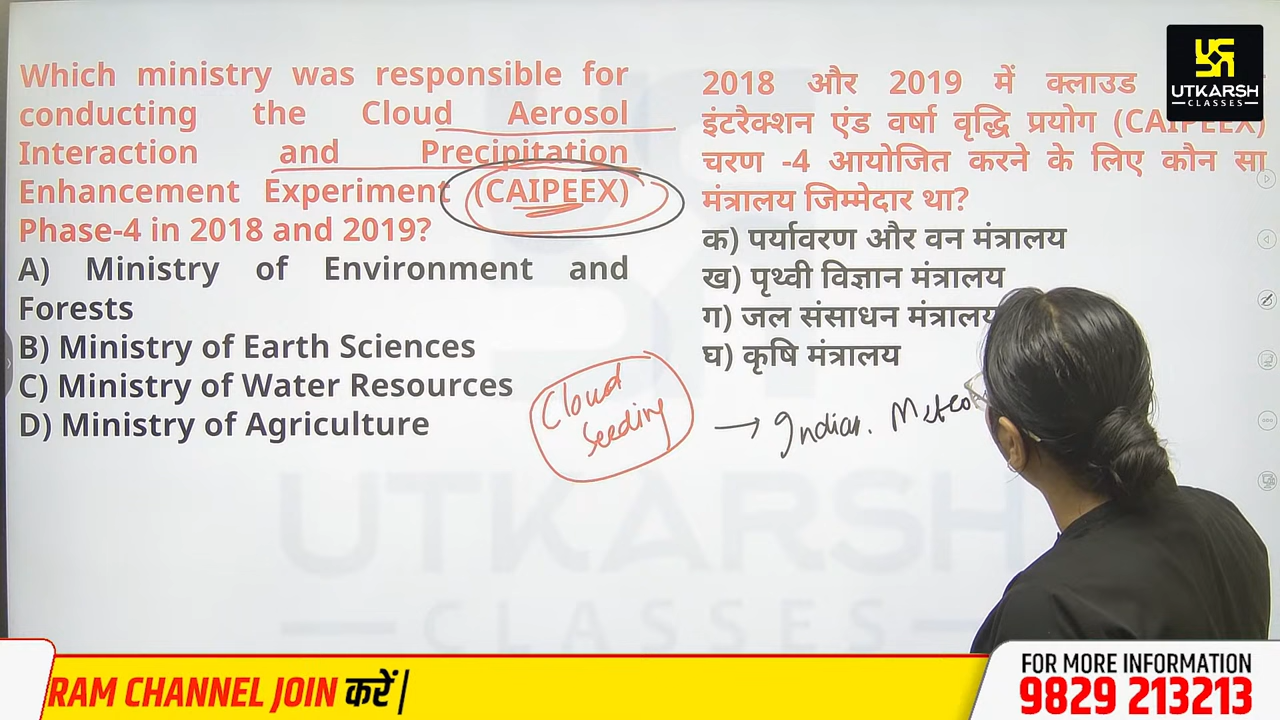 UTKARSH
CLASSES
Which ministry was responsible for
conducting the Cloud Aerosol
Interaction and Precipitation
Enhancement Experiment (CAIPEEX)
Phase-4 in 2018 and 2019?
A) Ministry of Environment and
Forests
B) Ministry of Earth Sciences
C) Ministry of Water Resources
D) Ministry of Agriculture
2018 और 2019 में क्लाउड
इंटरैक्शन एंड वर्षा वृद्धि प्रयोग (CAIPEEX)
चरण -4 आयोजित करने के लिए कौन सा
मंत्रालय जिम्मेदार था?
क) पर्यावरण और वन मंत्रालय
ख) पृथ्वी विज्ञान मंत्रालय
ग) जल संसाधन मंत्रालय
घ) कृषि मंत्रालय
Cloud
Seeding
→ Indian. Meteo
UTKARSH
CLASSES
RAM CHANNEL JOIN करें
FOR MORE INFORMATION
9829 213213